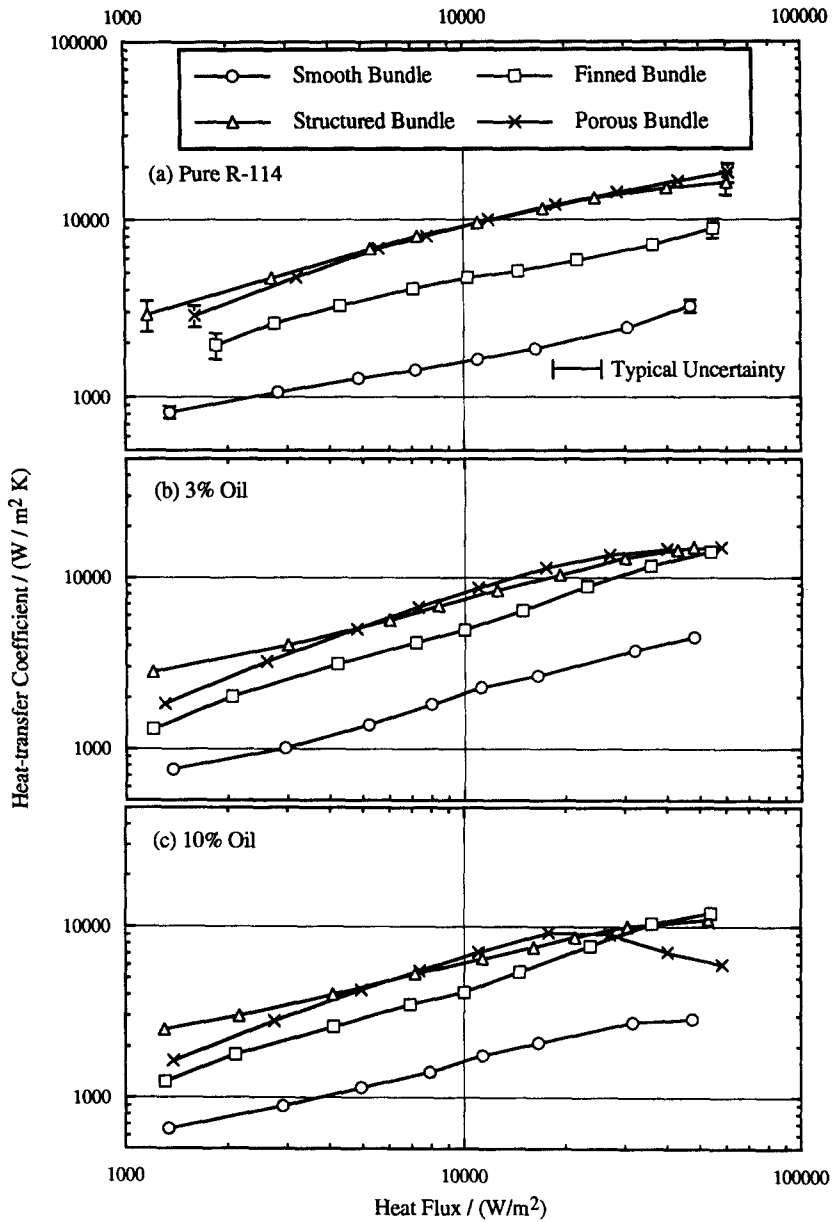 1000 10000 100000
100000
Smooth Bundle Finned Bundle
Structured Bundle Porous Bundle
(a) Pure R-114
10000
Typical Uncertainty
1000
(b) 3% Oil
10000
1000
Heat-transfer Coefficient / (W / m² K)
(c) 10% Oil
10000
1000
1000 10000 100000
Heat Flux / (W/m²)